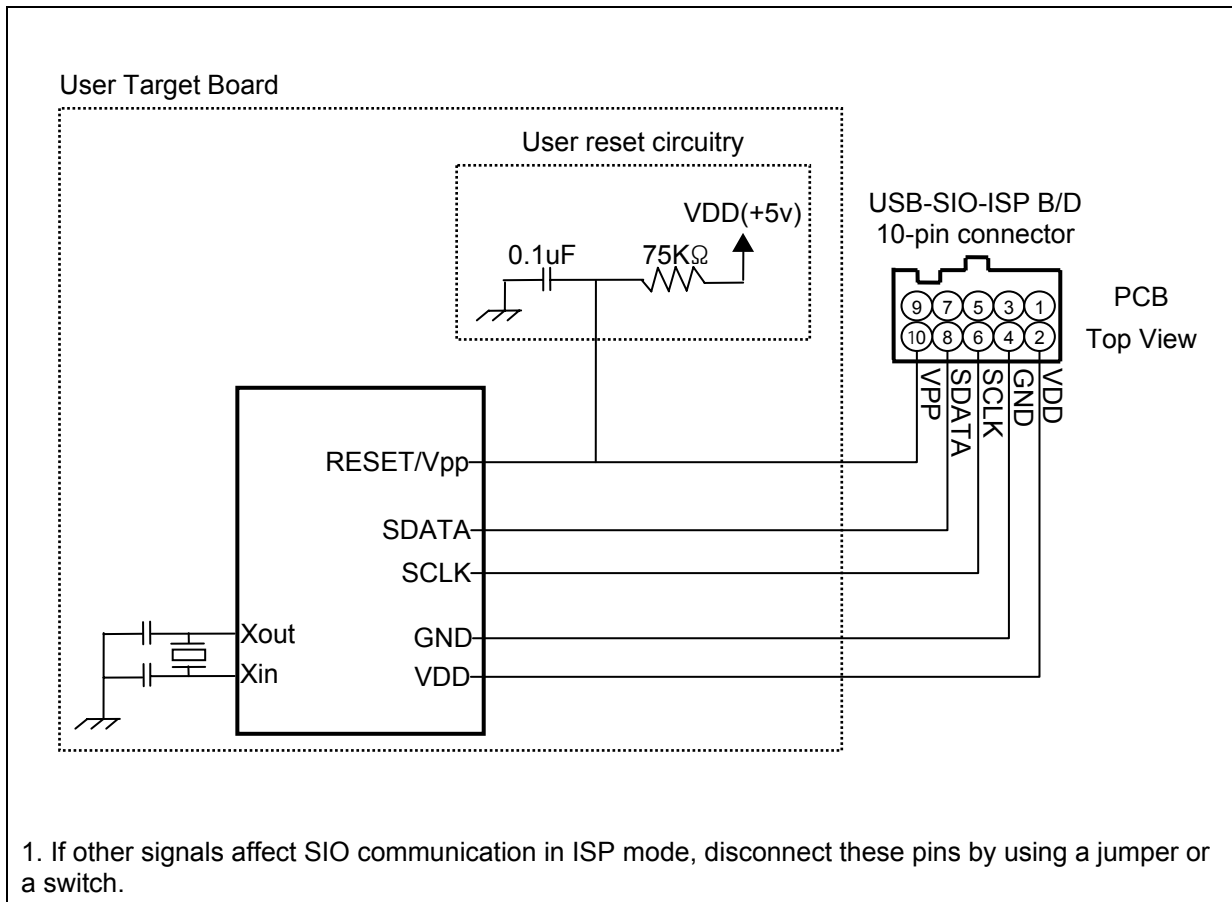 User Target Board
User reset circuitry
VDD(+5v)
0.1uF
75KΩ
USB-SIO-ISP B/D
10-pin connector
9 7 5 3 1
10 8 6 4 2
PCB
Top View
VPP
SDATA
SCLK
GND
VDD
RESET/Vpp
SDATA
SCLK
GND
VDD
Xout
Xin
1. If other signals affect SIO communication in ISP mode, disconnect these pins by using a jumper or
a switch.